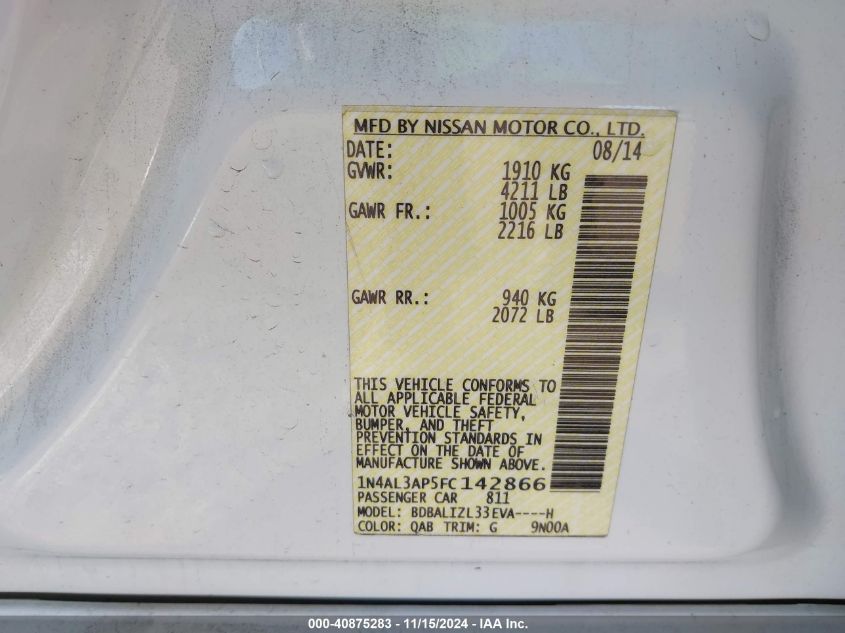 MFD BY NISSAN MOTOR CO., LTD.
DATE: 08/14
GVWR: 1910 KG
4211 LB
GAWR FR.: 1005 KG
2216 LB
GAWR RR.: 940 KG
2072 LB
THIS VEHICLE CONFORMS TO
ALL APPLICABLE FEDERAL
MOTOR VEHICLE SAFETY,
BUMPER, AND THEFT
PREVENTION STANDARDS IN
EFFECT ON THE DATE OF
MANUFACTURE SHOWN ABOVE.
1N4AL3AP5FC142866
PASSENGER CAR 811
MODEL: BDBALIZL33EVA----H
COLOR: QAB TRIM: G 9N00A
000-40875283 - 11/15/2024 - IAA Inc.